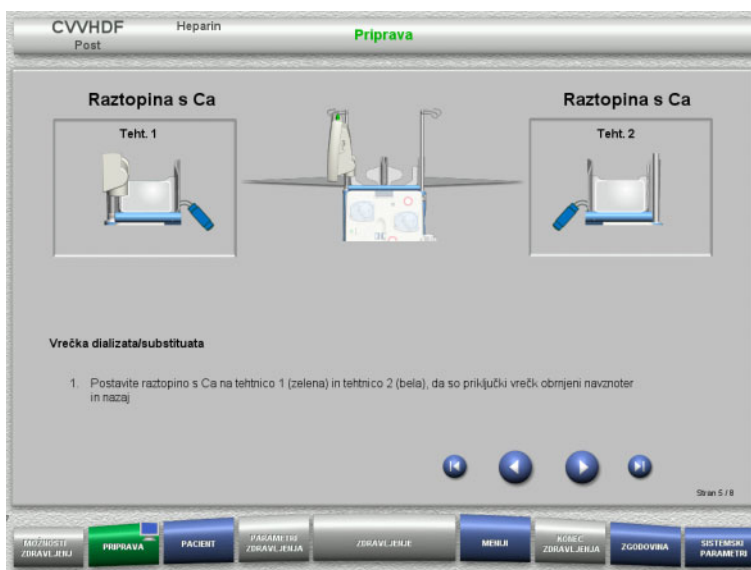 CVVHDF
Heparin
Post
Priprava
Raztopina s Ca
Raztopina s Ca
Teht. 1
Teht. 2
Vrečka dializata/substituata
1. Postavite raztopino s Ca na tehtnico 1 (zelena) in tehtnico 2 (bela), da so priključki vrečk obrnjeni navznoter
in nazaj
Stran 5 / 8
MOŽNOSTI
ZDRAVLJENJ
PRIPRAVA
PACIENT
PARAMETRI
ZDRAVLJENJA
ZDRAVLJENJE
MENIJI
KONEC
ZDRAVLJENJA
ZGODOVINA
SISTEMSKI
PARAMETRI